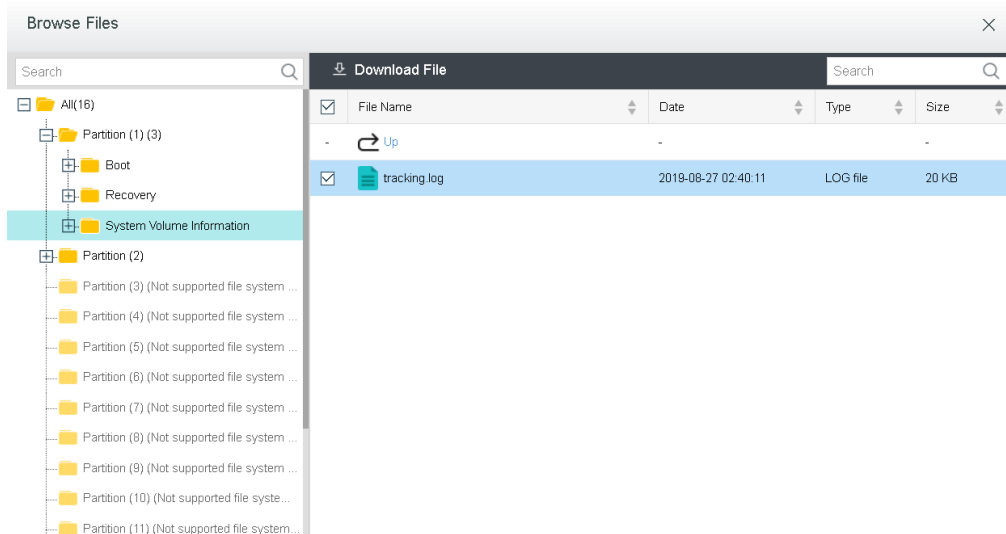 Browse Files
Search
Download File
Search
All(16)
File Name
Date
Type
Size
Partition (1) (3)
- Up - -
Boot
Recovery
tracking.log 2019-08-27 02:40:11 LOG file 20 KB
System Volume Information
Partition (2)
Partition (3) (Not supported file system ...
Partition (4) (Not supported file system ...
Partition (5) (Not supported file system ...
Partition (6) (Not supported file system ...
Partition (7) (Not supported file system ...
Partition (8) (Not supported file system ...
Partition (9) (Not supported file system ...
Partition (10) (Not supported file syste...
Partition (11) (Not supported file system...